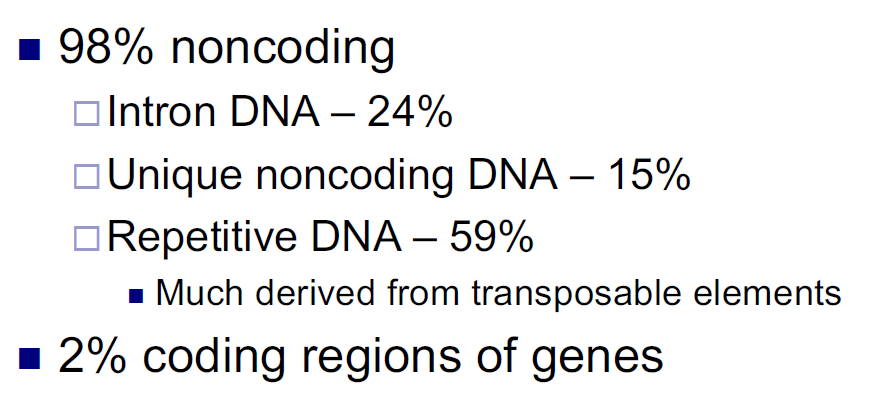 98% noncoding
Intron DNA – 24%
Unique noncoding DNA – 15%
Repetitive DNA – 59%
Much derived from transposable elements
2% coding regions of genes